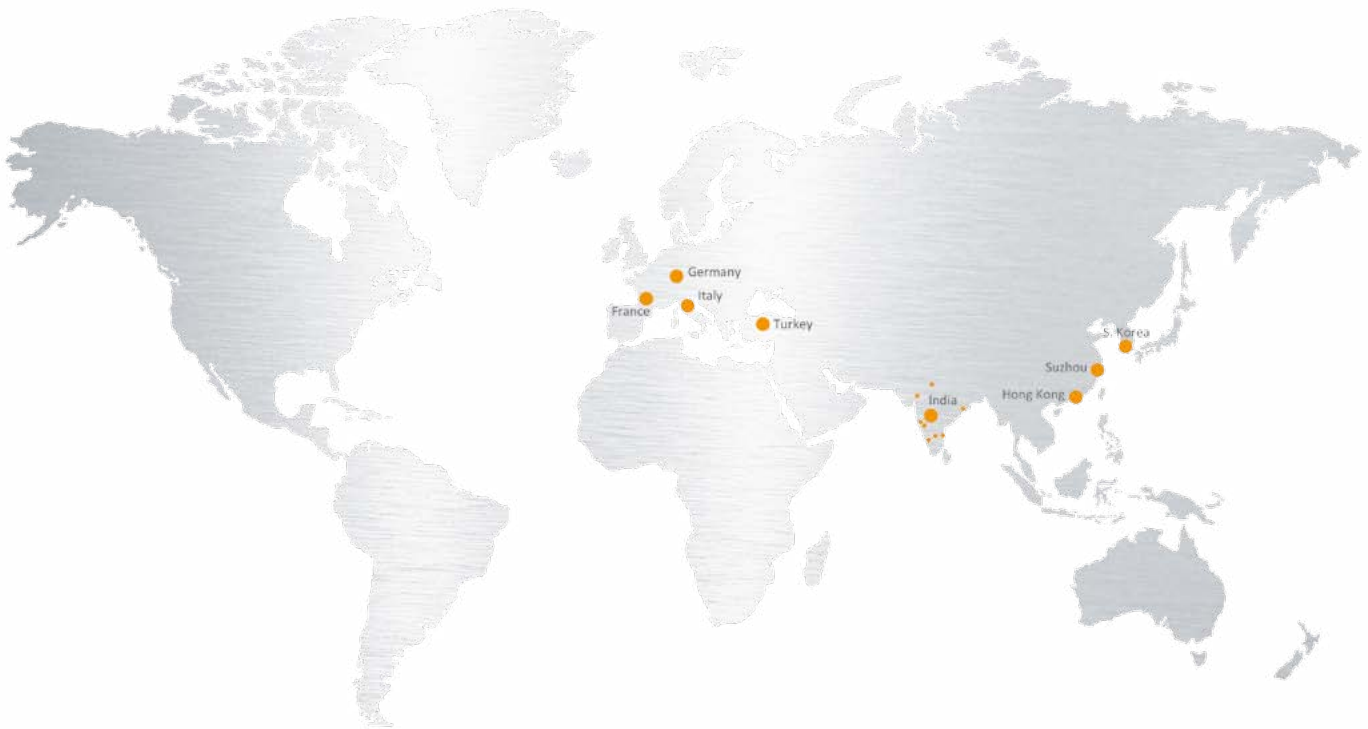 Germany
Italy
France
Turkey
S. Korea
Suzhou
Hong Kong
India